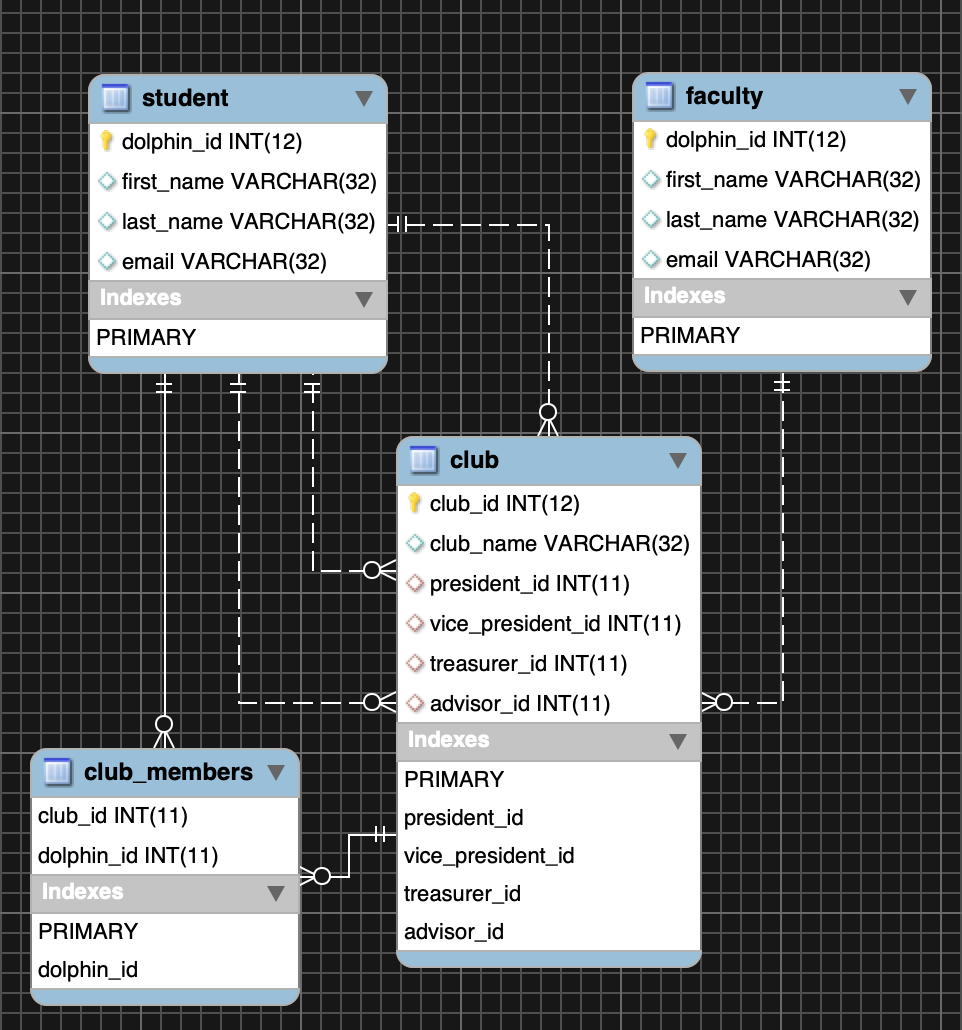 student
dolphin_id INT(12)
first_name VARCHAR(32)
last_name VARCHAR(32)
email VARCHAR(32)
Indexes
PRIMARY
faculty
dolphin_id INT(12)
first_name VARCHAR(32)
last_name VARCHAR(32)
email VARCHAR(32)
Indexes
PRIMARY
club
club_id INT(12)
club_name VARCHAR(32)
president_id INT(11)
vice_president_id INT(11)
treasurer_id INT(11)
advisor_id INT(11)
Indexes
PRIMARY
president_id
vice_president_id
treasurer_id
advisor_id
club_members
club_id INT(11)
dolphin_id INT(11)
Indexes
PRIMARY
dolphin_id